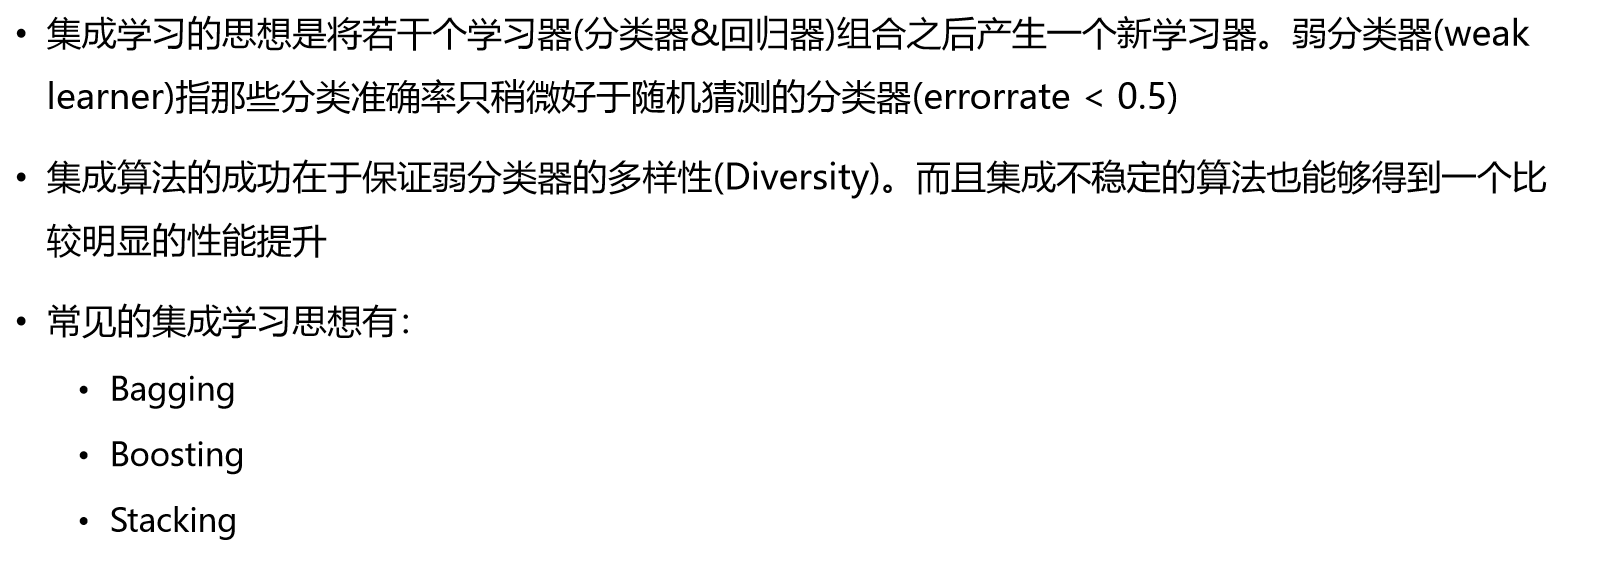 • 集成学习的思想是将若干个学习器(分类器&回归器)组合之后产生一个新学习器。弱分类器(weak
learner)指那些分类准确率只稍微好于随机猜测的分类器(errorrate < 0.5)
• 集成算法的成功在于保证弱分类器的多样性(Diversity)。而且集成不稳定的算法也能够得到一个比
较明显的性能提升
• 常见的集成学习思想有：
• Bagging
• Boosting
• Stacking